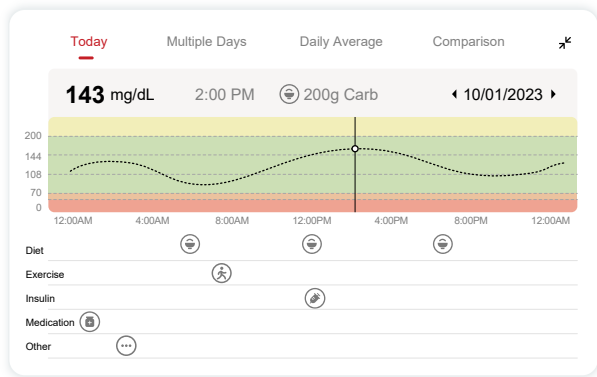 Today Multiple Days Daily Average Comparison
143 mg/dL 2:00 PM 200g Carb 10/01/2023
200
144
108
70
0
12:00AM 4:00AM 8:00AM 12:00PM 4:00PM 8:00PM 12:00AM
Diet
Exercise
Insulin
Medication
Other